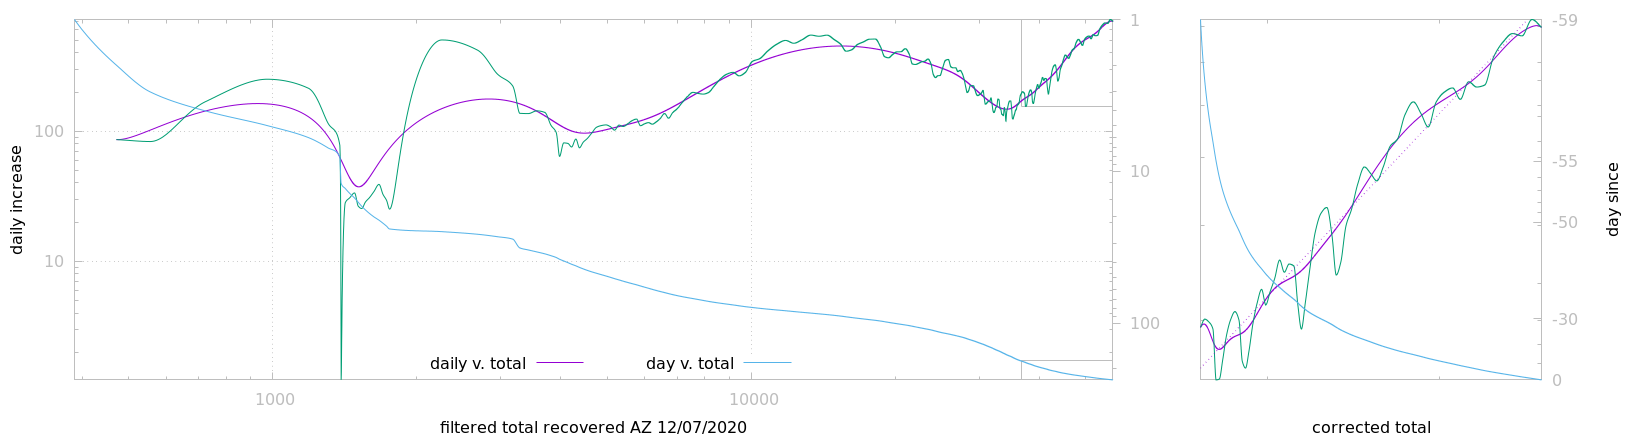 1
-59
100
daily increase
10
-55
day since
-50
10
100
-30
daily v. total
day v. total
0
1000
10000
filtered total recovered AZ 12/07/2020
corrected total